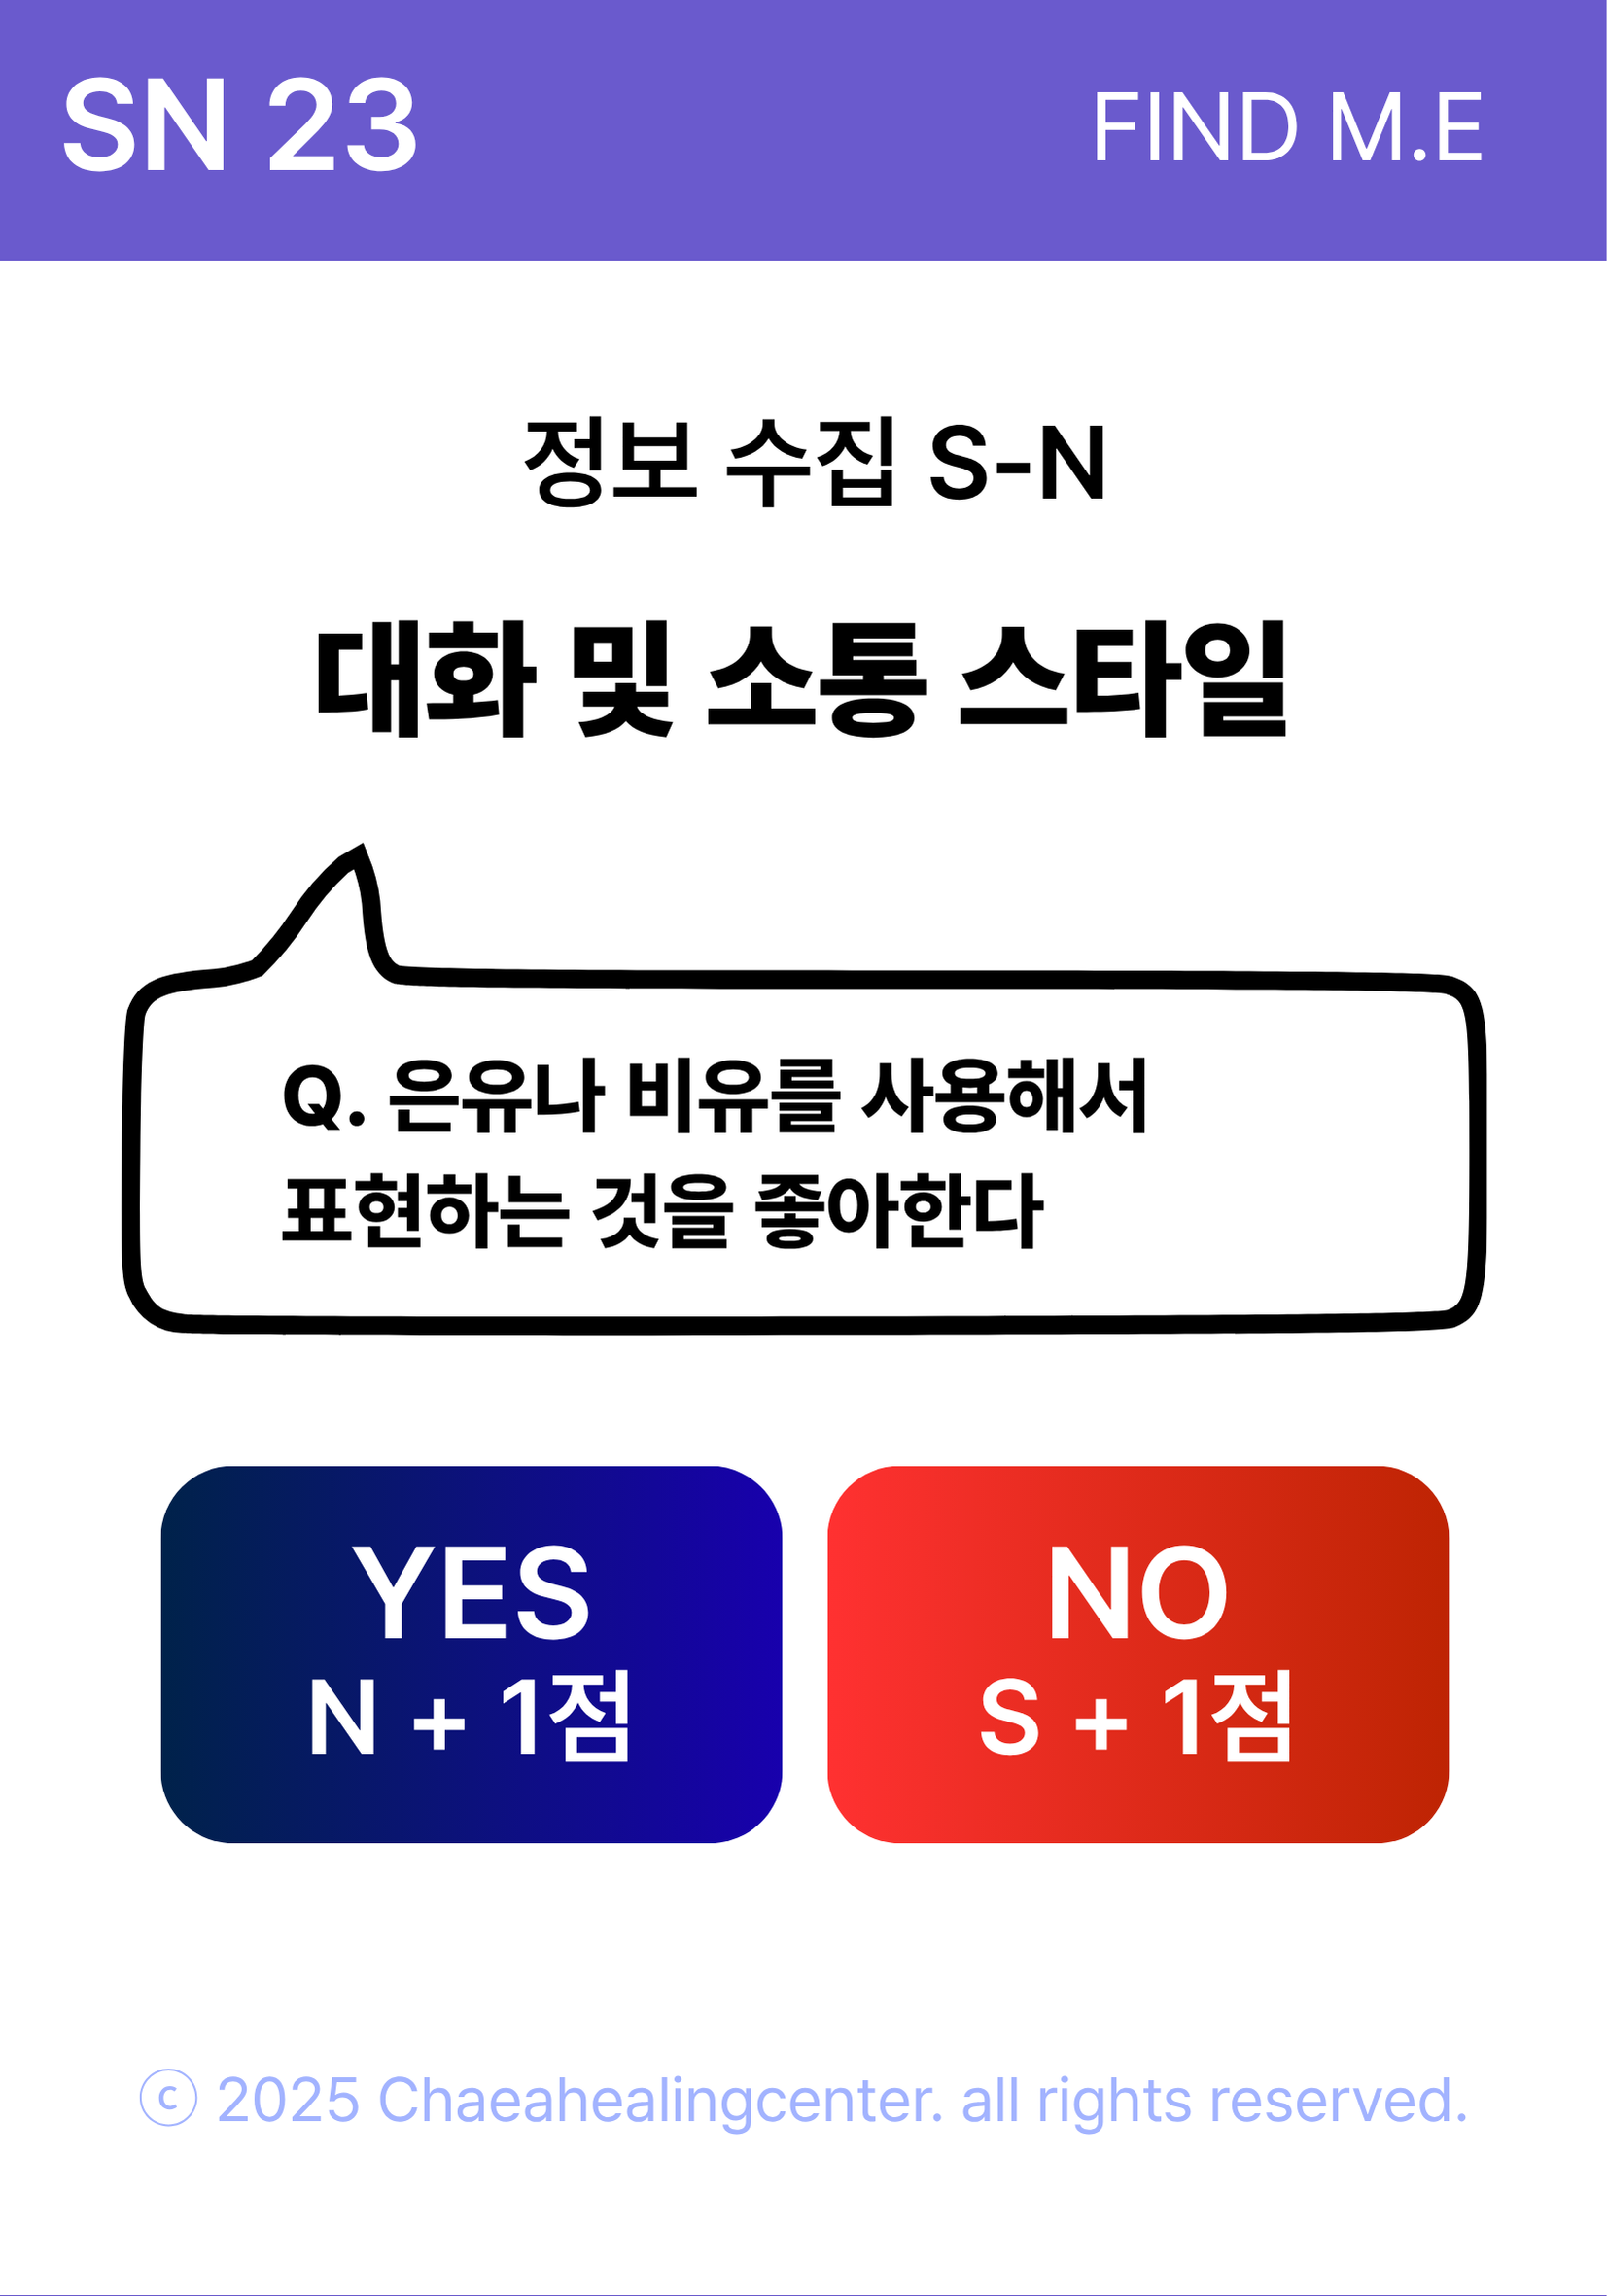 SN 23
FIND M.E
정보 수집 S-N
대화 및 소통 스타일
Q. 은유나 비유를 사용해서
표현하는 것을 좋아한다
YES
N + 1점
NO
S + 1점
© 2025 Chaeahealingcenter. all rights reserved.